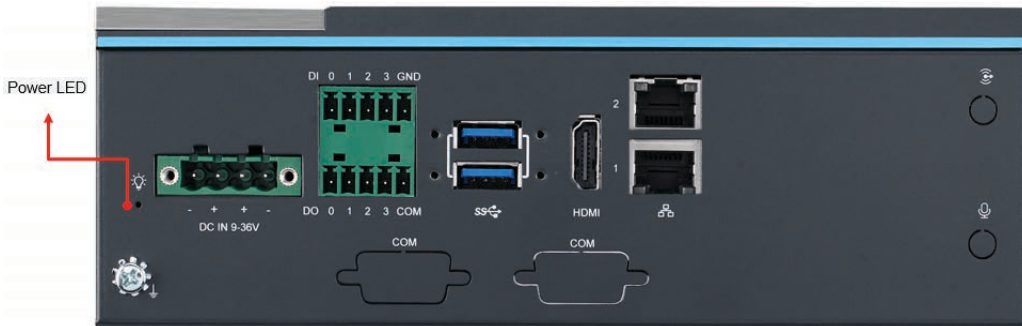 Power LED
DI 0 1 2 3 GND
2
1
- + + -
DC IN 9-36V
DO 0 1 2 3 COM
SS
HDMI
COM
COM